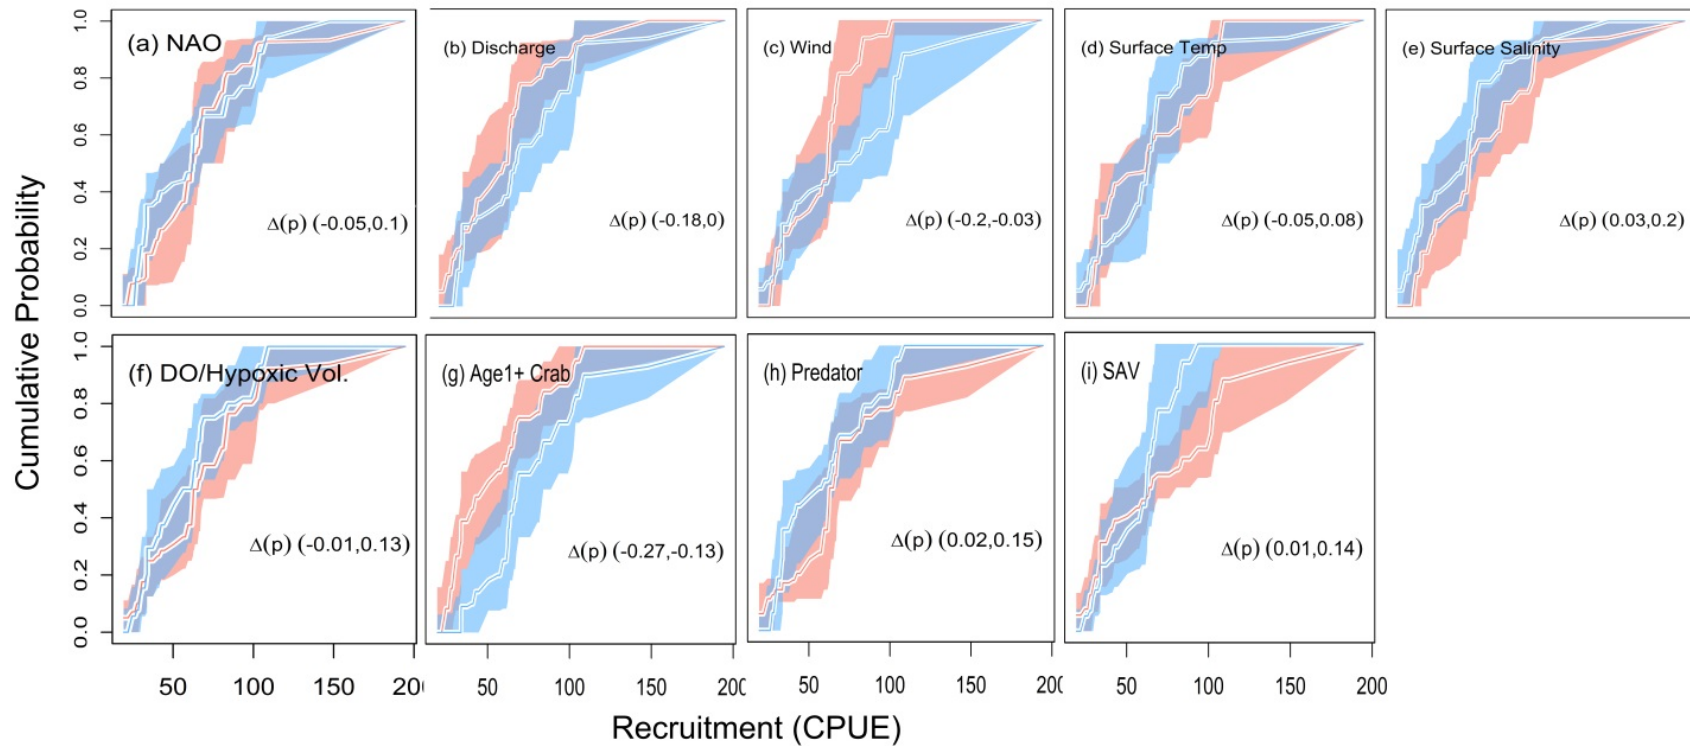 Cumulative Probability
0.0 0.2 0.4 0.6 0.8 1.0
(a) NAO
Δ(p) (-0.05,0.1)
(b) Discharge
Δ(p) (-0.18,0)
(c) Wind
Δ(p) (-0.2,-0.03)
(d) Surface Temp
Δ(p) (-0.05,0.08)
(e) Surface Salinity
Δ(p) (0.03,0.2)
0.0 0.2 0.4 0.6 0.8 1.0
(f) DO/Hypoxic Vol.
Δ(p) (-0.01,0.13)
(g) Age1+ Crab
Δ(p) (-0.27,-0.13)
(h) Predator
Δ(p) (0.02,0.15)
(i) SAV
Δ(p) (0.01,0.14)
50 100 150 200
50 100 150 200
50 100 150 200
50 100 150 200
Recruitment (CPUE)